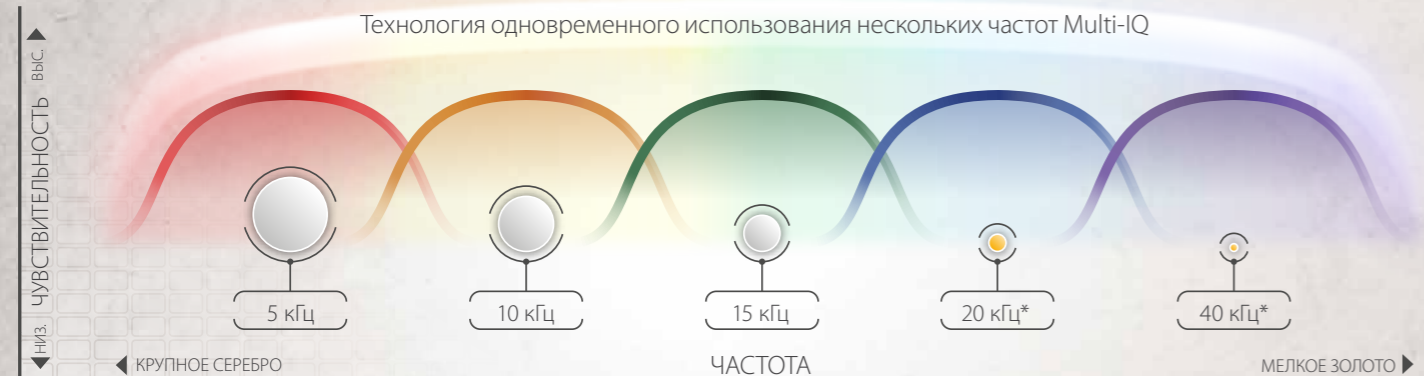 Технология одновременного использования нескольких частот Multi-IQ
ЧУВСТВИТЕЛЬНОСТЬ
ВЫС.
НИЗ.
5 кГц
10 кГц
15 кГц
20 кГц*
40 кГц*
КРУПНОЕ СЕРЕБРО
ЧАСТОТА
МЕЛКОЕ ЗОЛОТО